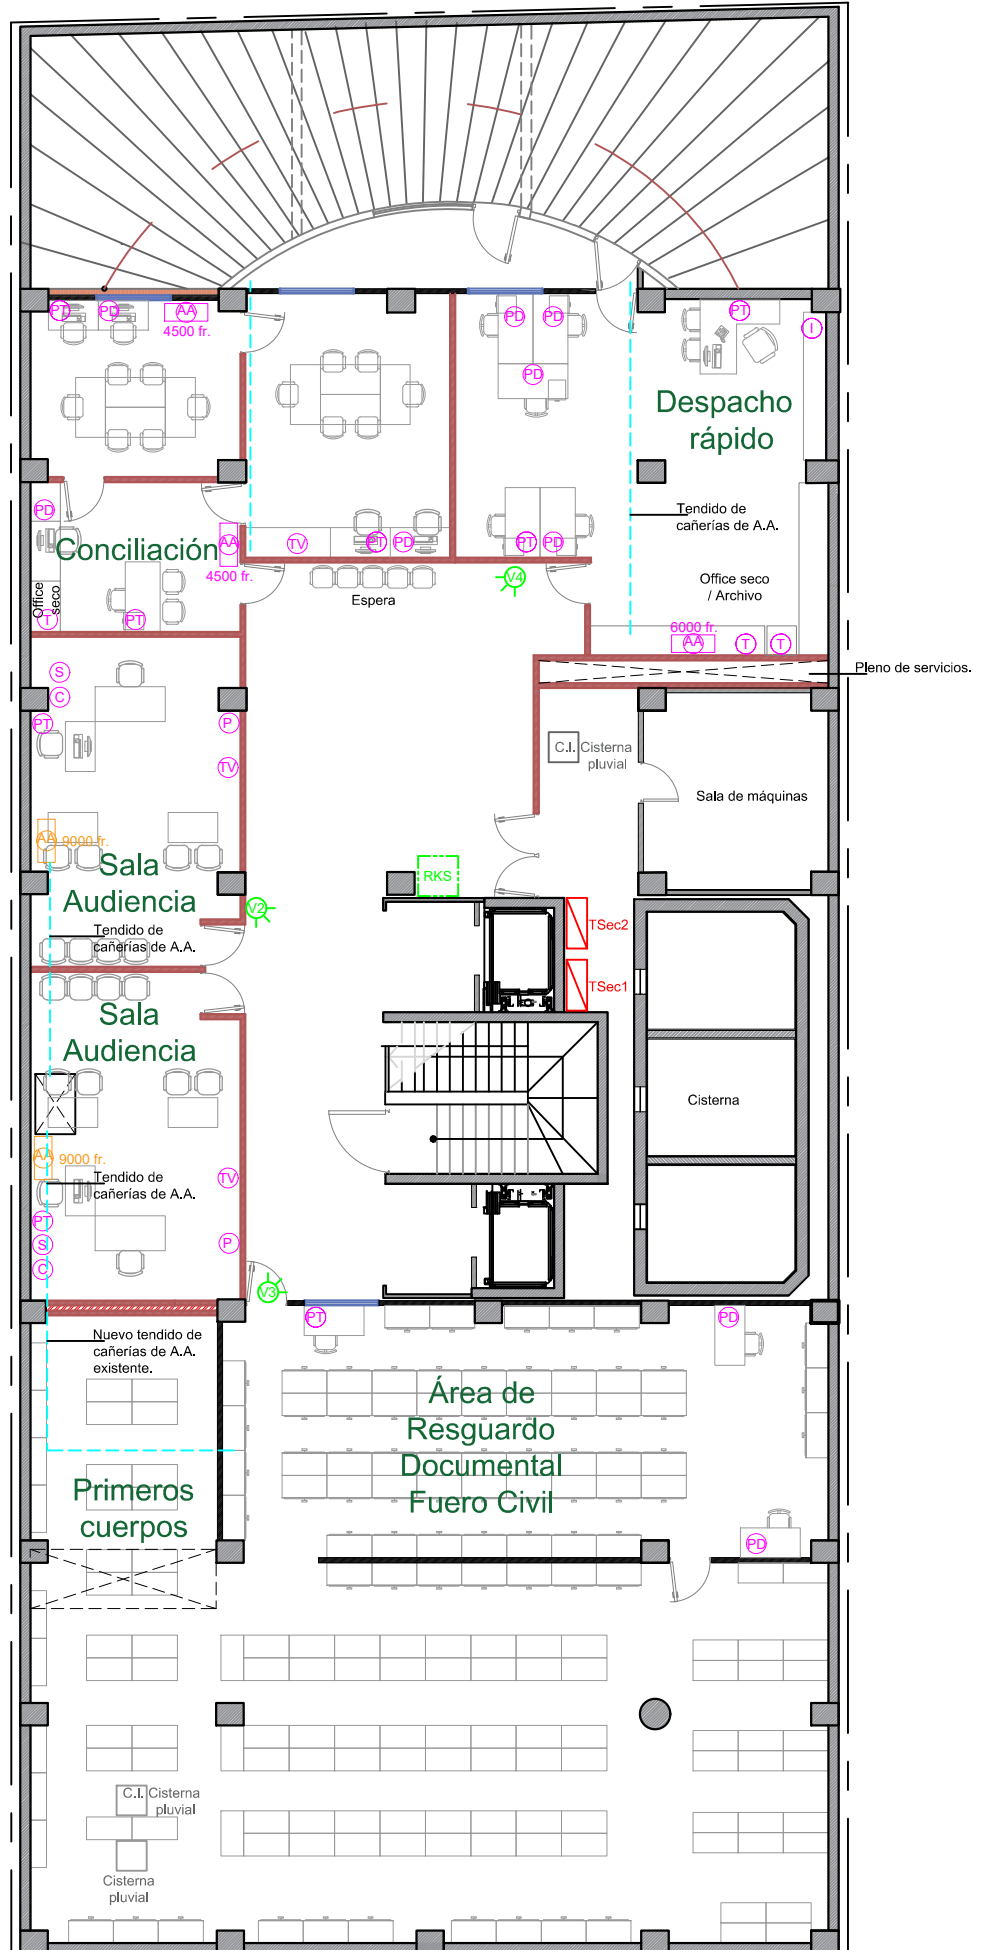 PT
PD
AA
4500 fr.
PD
PD
PD
PT
I
Despacho
rápido
PD
Conciliación
AA
4500 fr.
Office
seco
T
PT
TV
PT
PD
PT
PD
Tendido de
cañerías de A.A.
Espera
V4
Office seco
/ Archivo
6000 fr.
AA
T
T
Pleno de servicios.
S
C
PT
P
TV
C.I. Cisterna
pluvial
Sala de máquinas
AA
9000 fr.
Sala
Audiencia
Tendido de
cañerías de A.A.
V2
RKS
TSec2
TSec1
Sala
Audiencia
Cisterna
AA
9000 fr.
Tendido de
cañerías de A.A.
PT
S
C
TV
P
V3
PT
PD
Nuevo tendido de
cañerías de A.A.
existente.
Área de
Resguardo
Documental
Fuero Civil
Primeros
cuerpos
PD
C.I. Cisterna
pluvial
Cisterna
pluvial